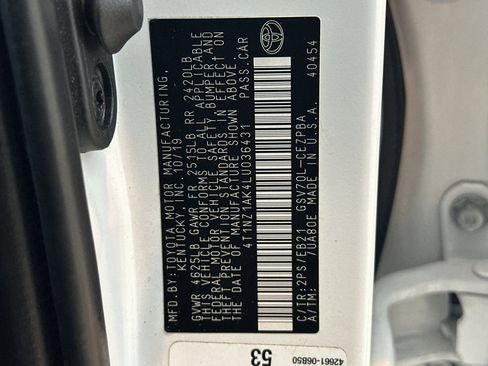 MFD. BY: TOYOTA MOTOR MANUFACTURING,
KENTUCKY, INC. 10/19
GVWR 4625LB GAWR FR 2515LB RR 2420LB
THIS VEHICLE CONFORMS TO ALL APPLICABLE
FEDERAL MOTOR VEHICLE SAFETY, BUMPER, AND
THEFT PREVENTION STANDARDS IN EFFECT ON
THE DATE OF MANUFACTURE SHOWN ABOVE.
4T1NZ1AK4LU036431 PASS.CAR
C/TR:2PS/EB21 GSV70L-CEZPBA
A/TM: /UA80E MADE IN U.S.A. 40454
53
42661-06B50